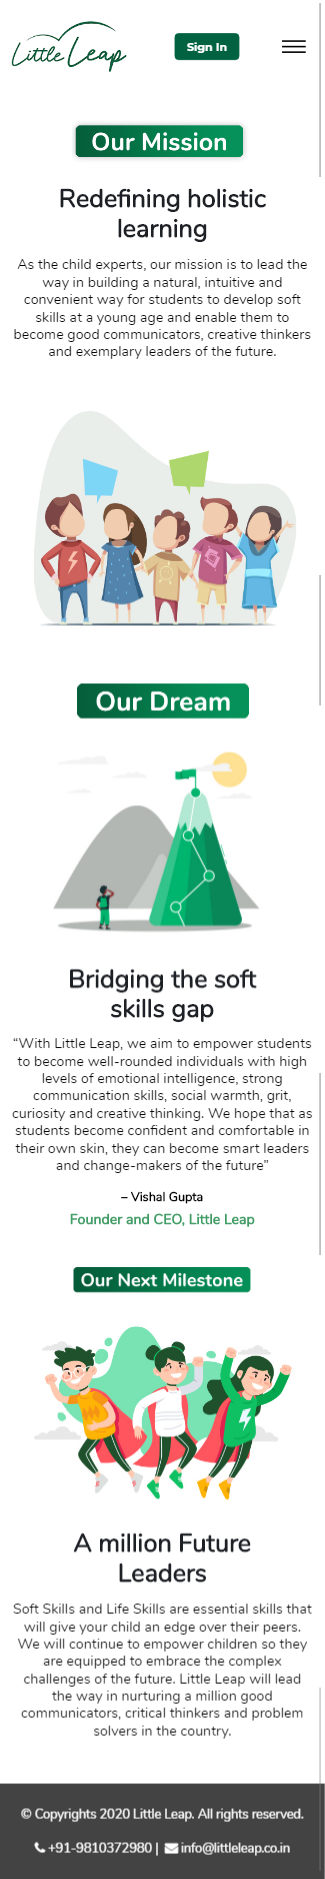 Little Leap
Sign In
Our Mission
Redefining holistic
learning
As the child experts, our mission is to lead the
way in building a natural, intuitive and
convenient way for students to develop soft
skills at a young age and enable them to
become good communicators, creative thinkers
and exemplary leaders of the future.
Our Dream
Bridging the soft
skills gap
“With Little Leap, we aim to empower students
to become well-rounded individuals with high
levels of emotional intelligence, strong
communication skills, social warmth, grit,
curiosity and creative thinking. We hope that as
students become confident and comfortable in
their own skin, they can become smart leaders
and change-makers of the future”
– Vishal Gupta
Founder and CEO, Little Leap
Our Next Milestone
A million Future
Leaders
Soft Skills and Life Skills are essential skills that
will give your child an edge over their peers.
We will continue to empower children so they
are equipped to embrace the complex
challenges of the future. Little Leap will lead
the way in nurturing a million good
communicators, critical thinkers and problem
solvers in the country.
© Copyrights 2020 Little Leap. All rights reserved.
+91-9810372980 | info@littleleap.co.in